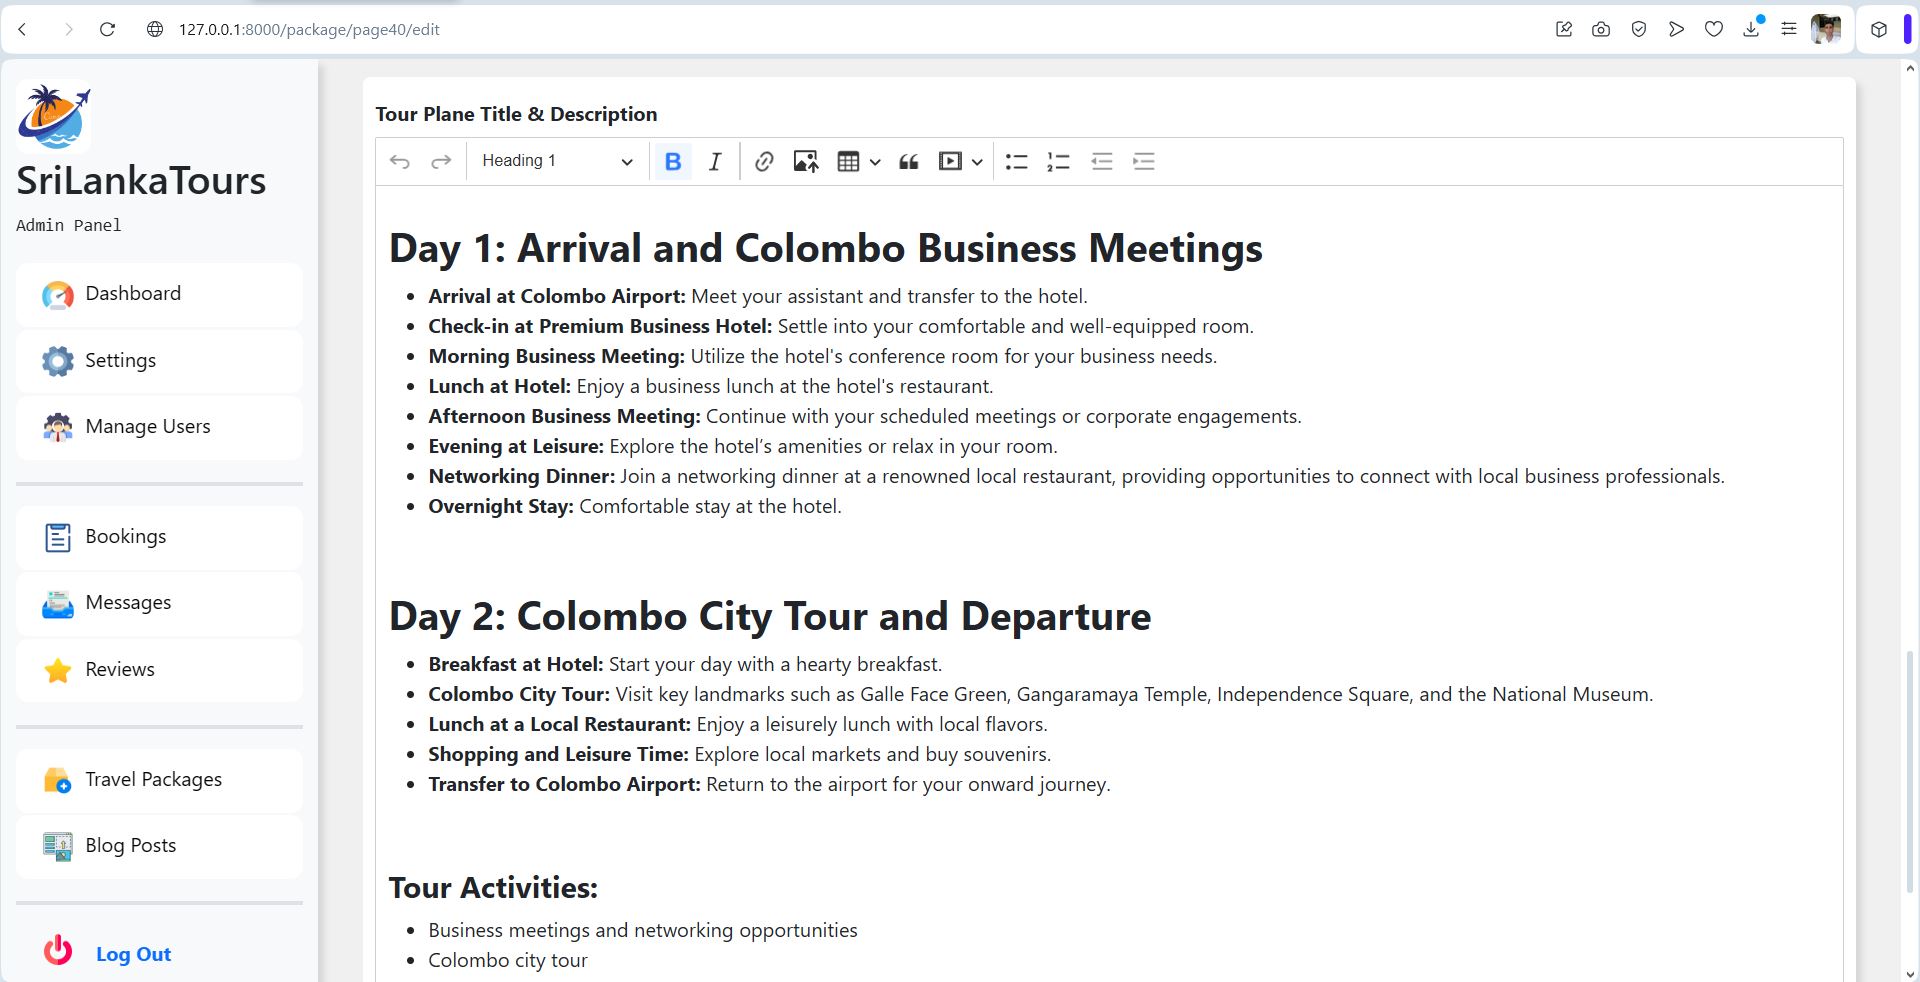 127.0.0.1:8000/package/page40/edit
SriLankaTours
Admin Panel
Dashboard
Settings
Manage Users
Bookings
Messages
Reviews
Travel Packages
Blog Posts
Log Out
Tour Plane Title & Description
Heading 1
Day 1: Arrival and Colombo Business Meetings
Arrival at Colombo Airport: Meet your assistant and transfer to the hotel.
Check-in at Premium Business Hotel: Settle into your comfortable and well-equipped room.
Morning Business Meeting: Utilize the hotel's conference room for your business needs.
Lunch at Hotel: Enjoy a business lunch at the hotel's restaurant.
Afternoon Business Meeting: Continue with your scheduled meetings or corporate engagements.
Evening at Leisure: Explore the hotel’s amenities or relax in your room.
Networking Dinner: Join a networking dinner at a renowned local restaurant, providing opportunities to connect with local business professionals.
Overnight Stay: Comfortable stay at the hotel.
Day 2: Colombo City Tour and Departure
Breakfast at Hotel: Start your day with a hearty breakfast.
Colombo City Tour: Visit key landmarks such as Galle Face Green, Gangaramaya Temple, Independence Square, and the National Museum.
Lunch at a Local Restaurant: Enjoy a leisurely lunch with local flavors.
Shopping and Leisure Time: Explore local markets and buy souvenirs.
Transfer to Colombo Airport: Return to the airport for your onward journey.
Tour Activities:
Business meetings and networking opportunities
Colombo city tour